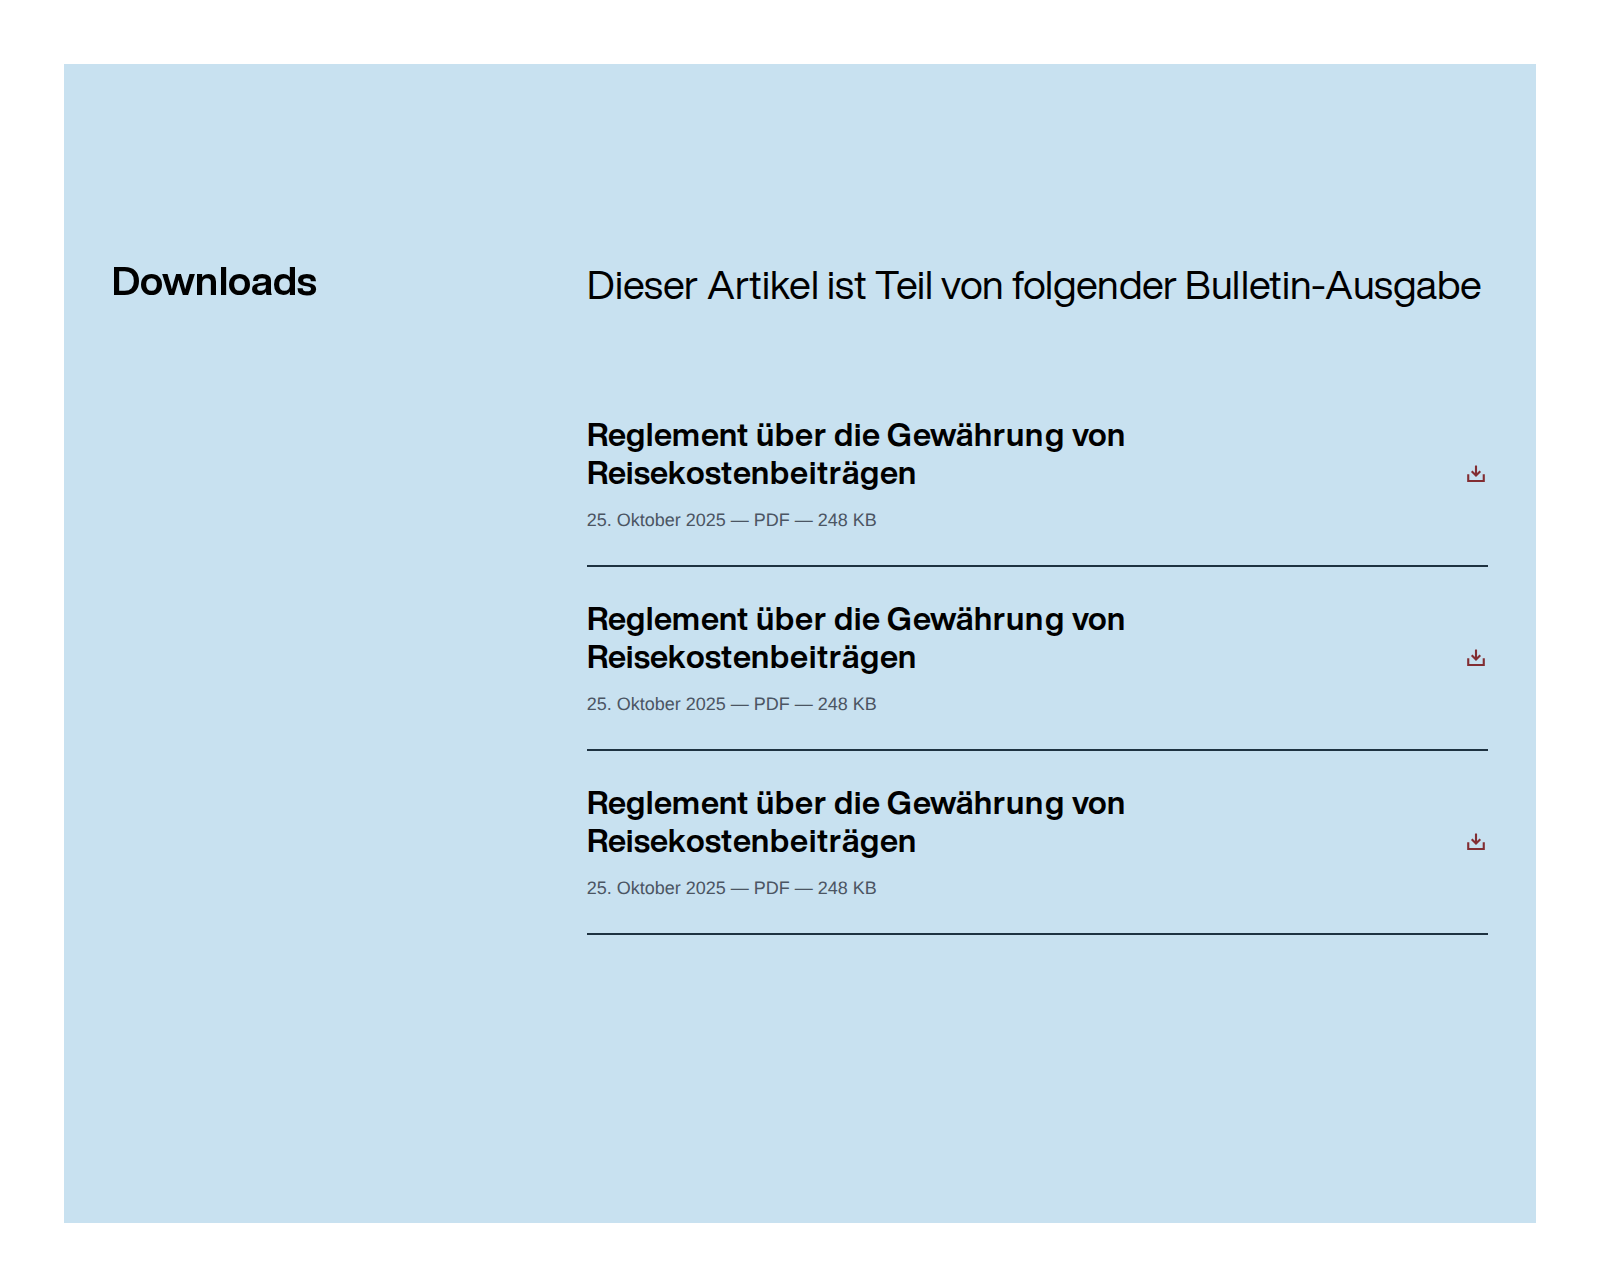 Downloads
Dieser Artikel ist Teil von folgender Bulletin-Ausgabe
Reglement über die Gewährung von
Reisekostenbeiträgen
25. Oktober 2025 — PDF — 248 KB
Reglement über die Gewährung von
Reisekostenbeiträgen
25. Oktober 2025 — PDF — 248 KB
Reglement über die Gewährung von
Reisekostenbeiträgen
25. Oktober 2025 — PDF — 248 KB